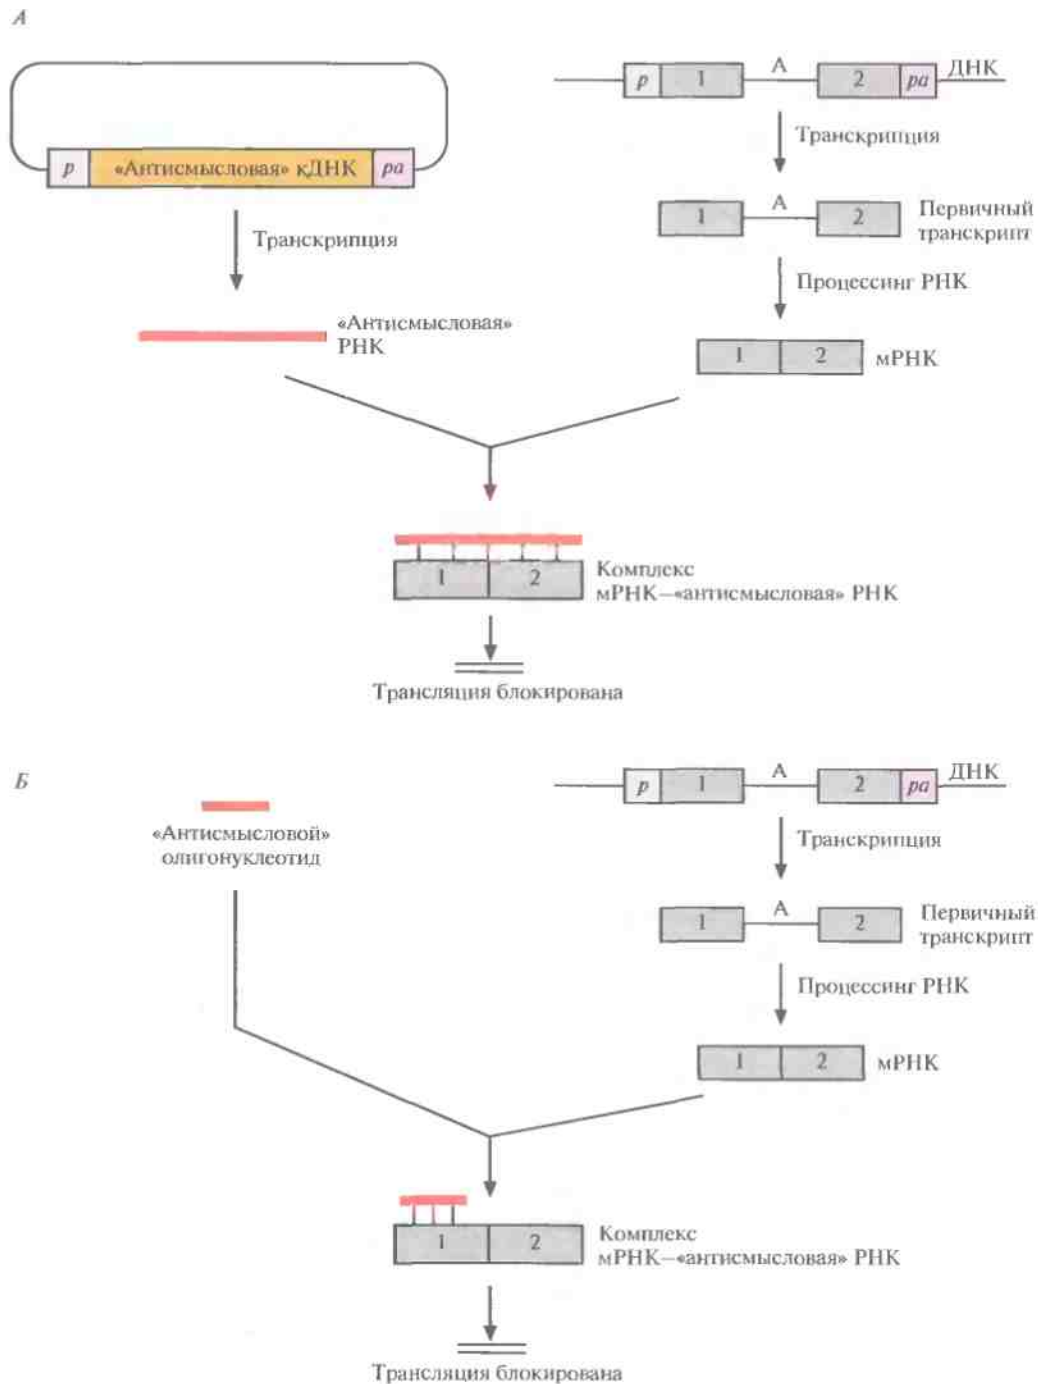 А
p «Антисмысловая» кДНК pa
Транскрипция
«Антисмысловая»
РНК
p 1 А 2 pa ДНК
Транскрипция
1 А 2 Первичный
транскрипт
Процессинг РНК
1 2 мРНК
1 2 Комплекс
мРНК—«антисмысловая» РНК
Трансляция блокирована
Б
«Антисмысловой»
олигонуклеотид
p 1 А 2 pa ДНК
Транскрипция
1 А 2 Первичный
транскрипт
Процессинг РНК
1 2 мРНК
1 2 Комплекс
мРНК—«антисмысловая» РНК
Трансляция блокирована